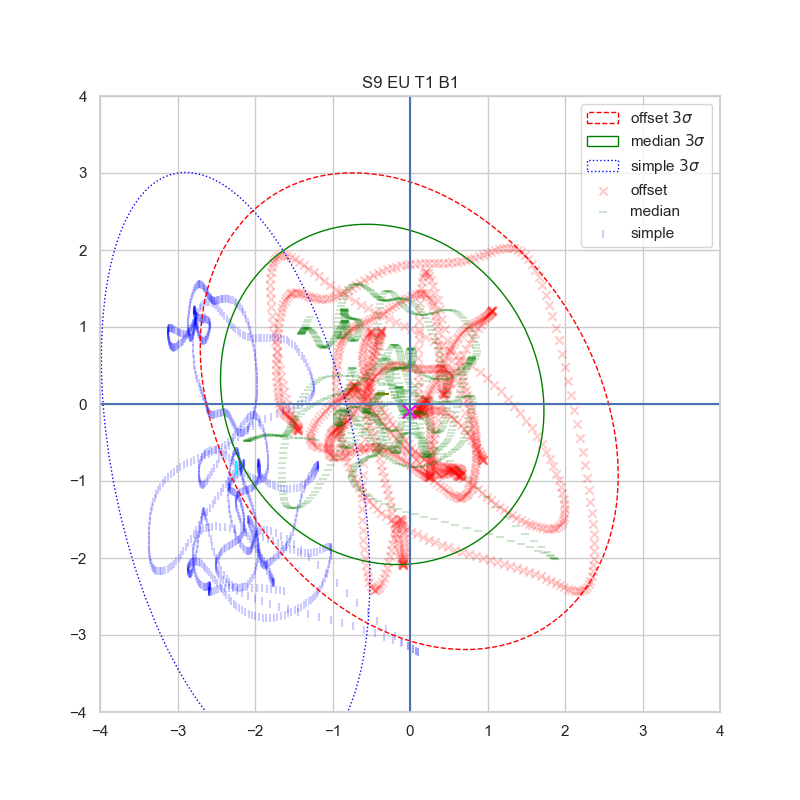 S9 EU T1 B1
offset 3σ
median 3σ
simple 3σ
offset
median
simple
4
3
2
1
0
−1
−2
−3
−4
−4 −3 −2 −1 0 1 2 3 4